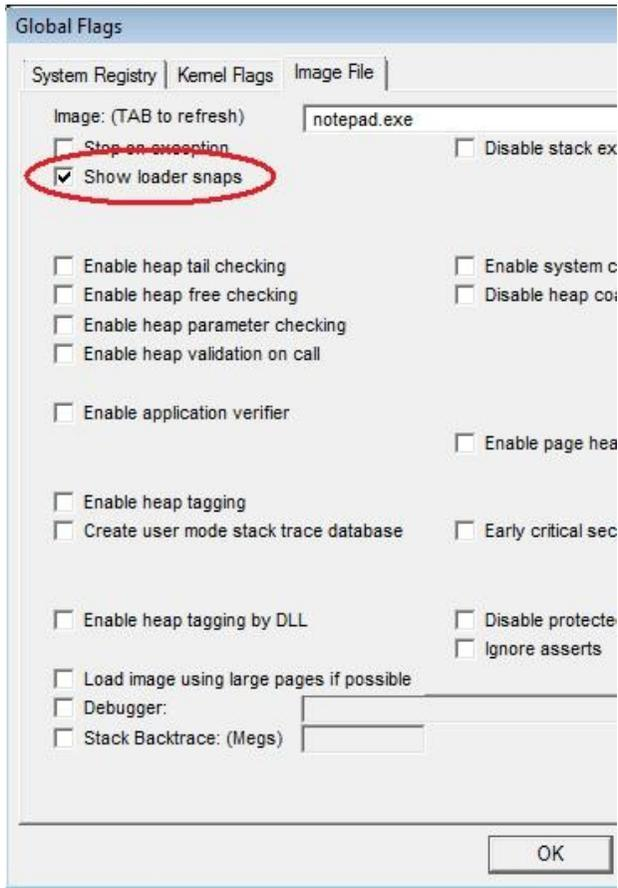 Global Flags
System Registry Kernel Flags Image File
Image: (TAB to refresh) notepad.exe
Stop on exception Disable stack ex
Show loader snaps
Enable heap tail checking Enable system c
Enable heap free checking Disable heap coa
Enable heap parameter checking
Enable heap validation on call
Enable application verifier
Enable page hea
Enable heap tagging
Create user mode stack trace database Early critical sec
Enable heap tagging by DLL Disable protecte
Ignore asserts
Load image using large pages if possible
Debugger:
Stack Backtrace: (Megs)
OK